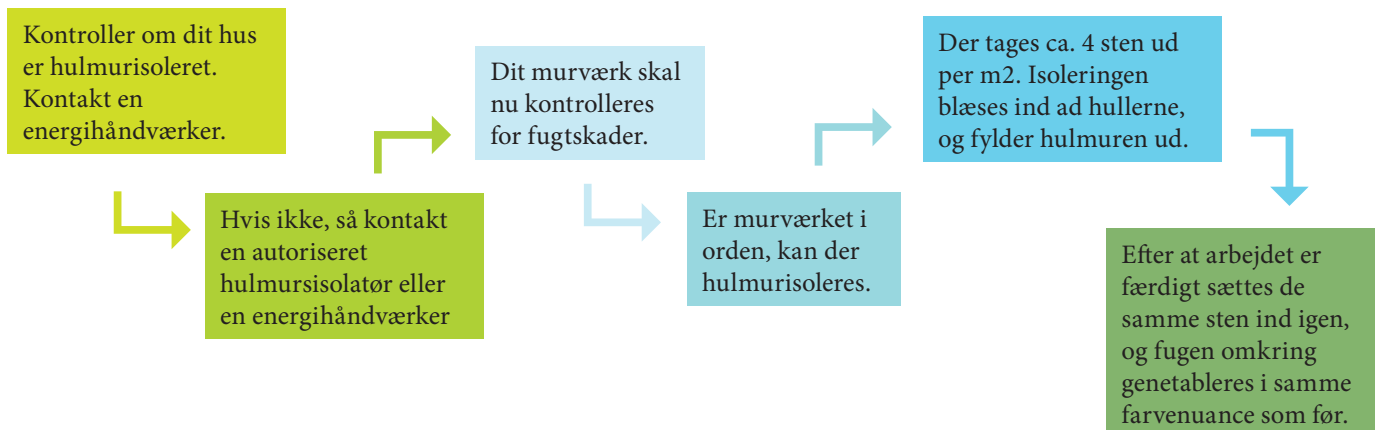 Kontroller om dit hus
er hulmurisoleret.
Kontakt en
energihåndværker.
Hvis ikke, så kontakt
en autoriseret
hulmursisolatør eller
en energihåndværker
Dit murværk skal
nu kontrolleres
for fugtskader.
Er murværket i
orden, kan der
hulmurisoleres.
Der tages ca. 4 sten ud
per m2. Isoleringen
blæses ind ad hullerne,
og fylder hulmuren ud.
Efter at arbejdet er
færdigt sættes de
samme sten ind igen,
og fugen omkring
genetableres i samme
farvenuance som før.